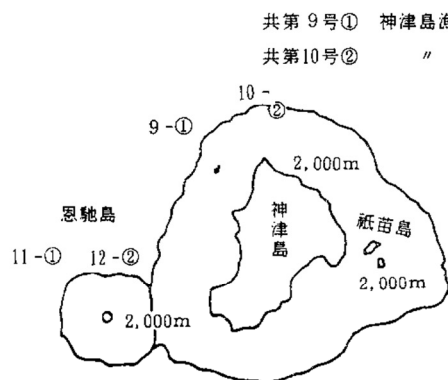 共第9号① 神津島漁
共第10号② 〃
10-②
9-①
2,000m
恩馳島
神津島
祇苗島
11-① 12-②
2,000m
2,000m